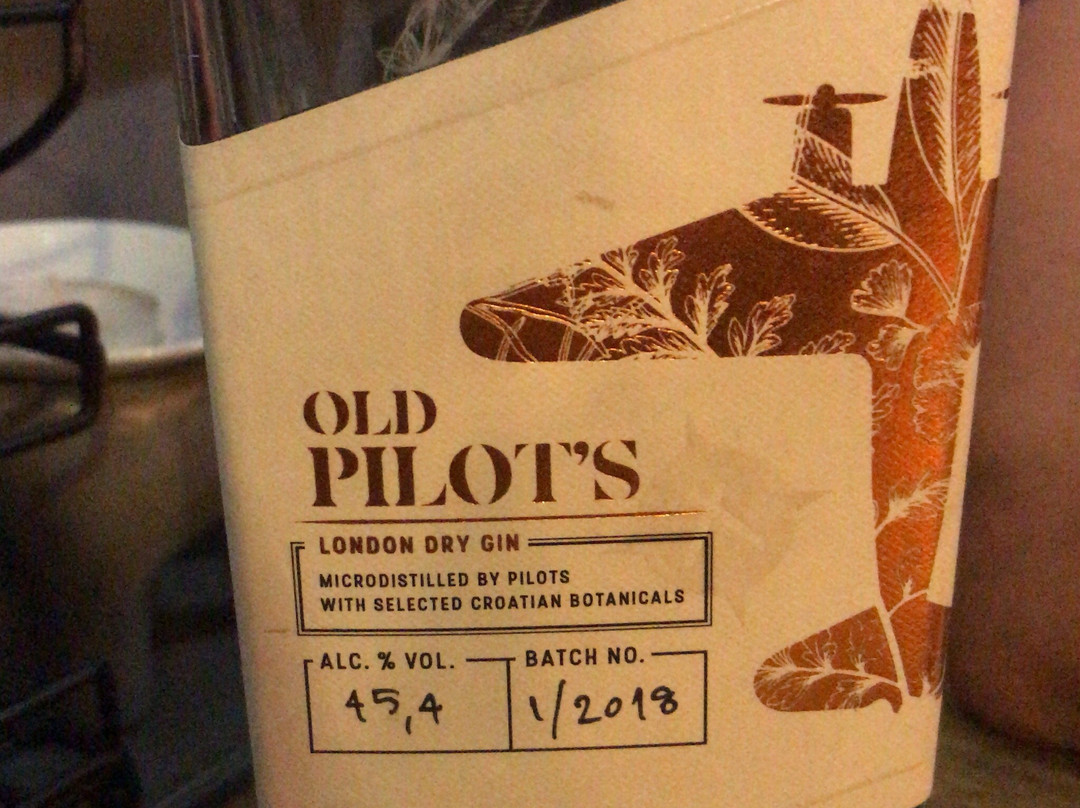 OLD
PILOT'S
LONDON DRY GIN
MICRODISTILLED BY PILOTS
WITH SELECTED CROATIAN BOTANICALS
ALC. % VOL. BATCH NO.
45,4 1/2018